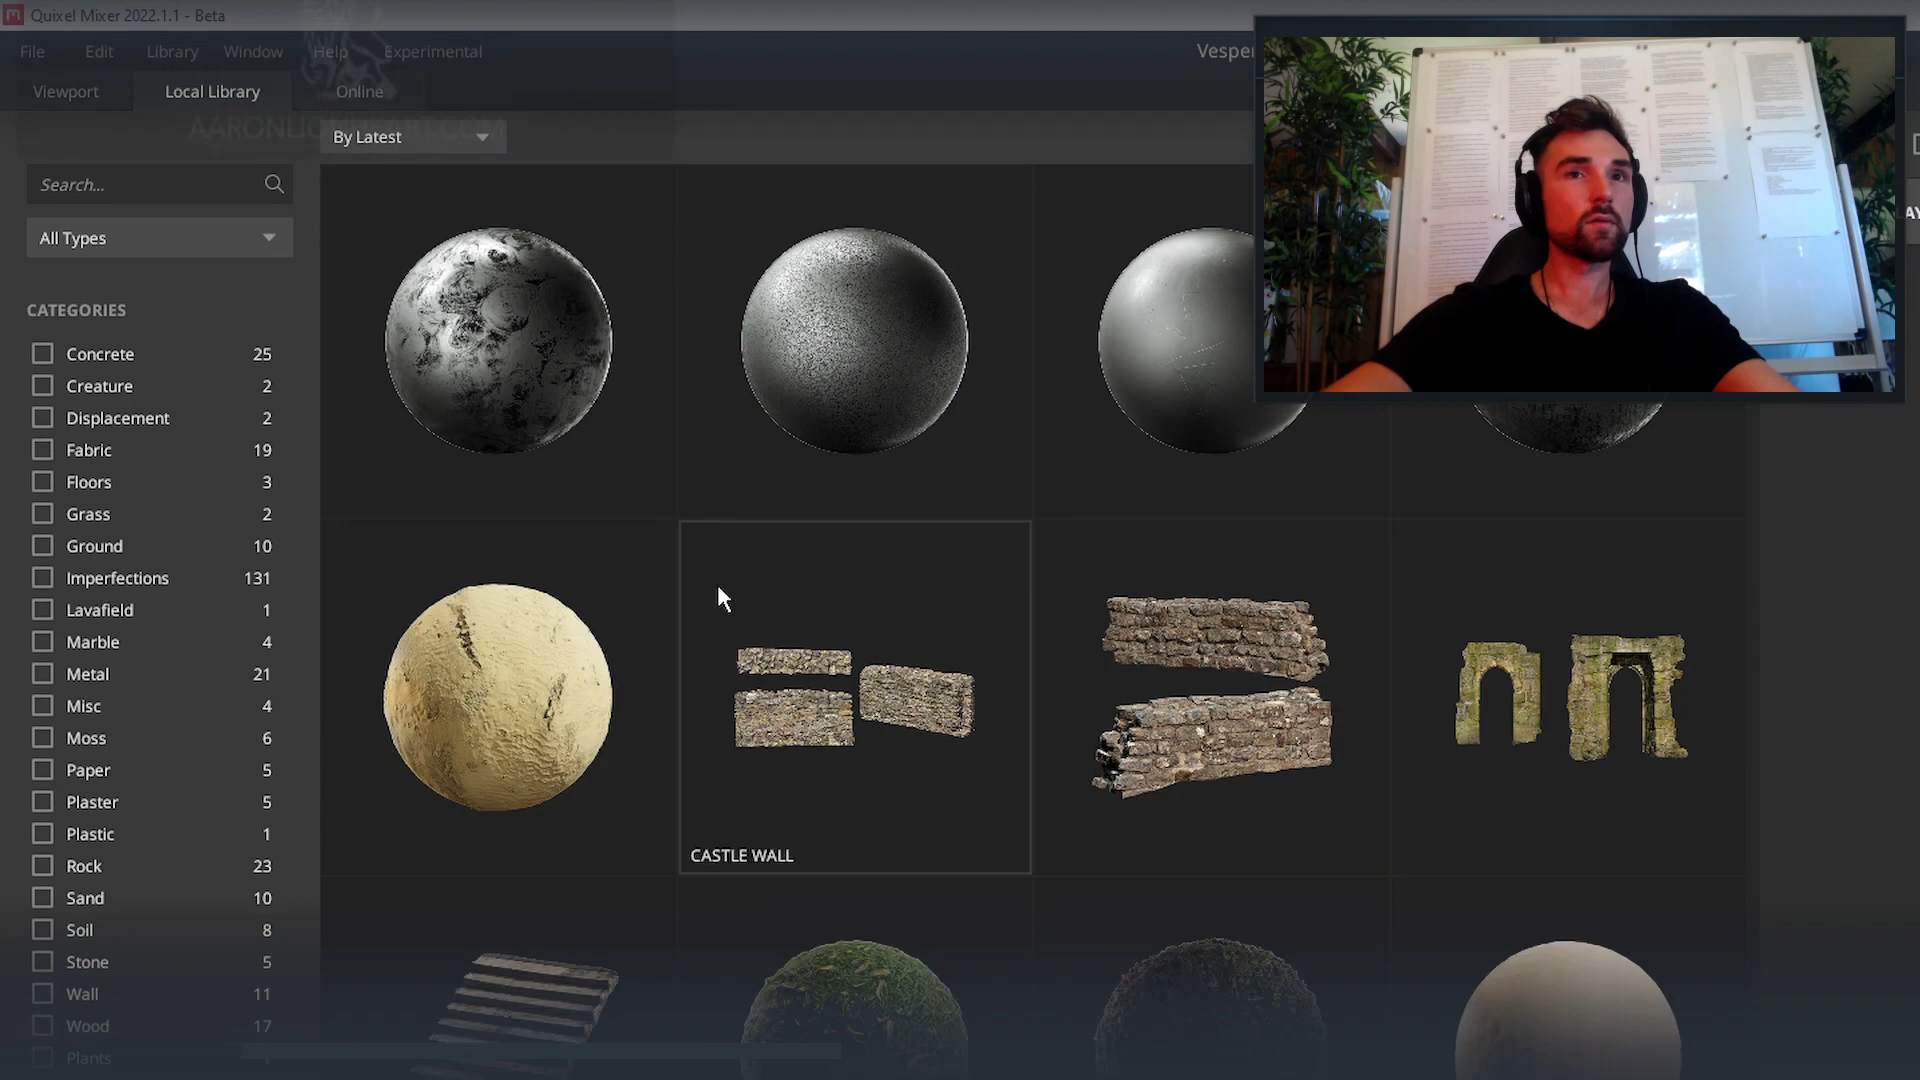 Quixel Mixer 2022.1.1 - Beta
File Edit Library Window Help Experimental
Vesper
Viewport Local Library Online
AARONLIONHEART.COM
By Latest
Search...
All Types
CATEGORIES
Concrete 25
Creature 2
Displacement 2
Fabric 19
Floors 3
Grass 2
Ground 10
Imperfections 131
Lavafield 1
Marble 4
Metal 21
Misc 4
Moss 6
Paper 5
Plaster 5
Plastic 1
Rock 23
Sand 10
Soil 8
Stone 5
Wall 11
Wood 17
Plants
CASTLE WALL